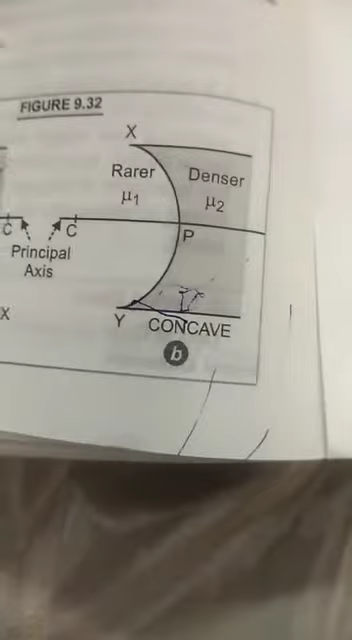 FIGURE 9.32
X
Rarer
Denser
μ1
μ2
C
C
P
Principal
Axis
X
Y
CONCAVE
b